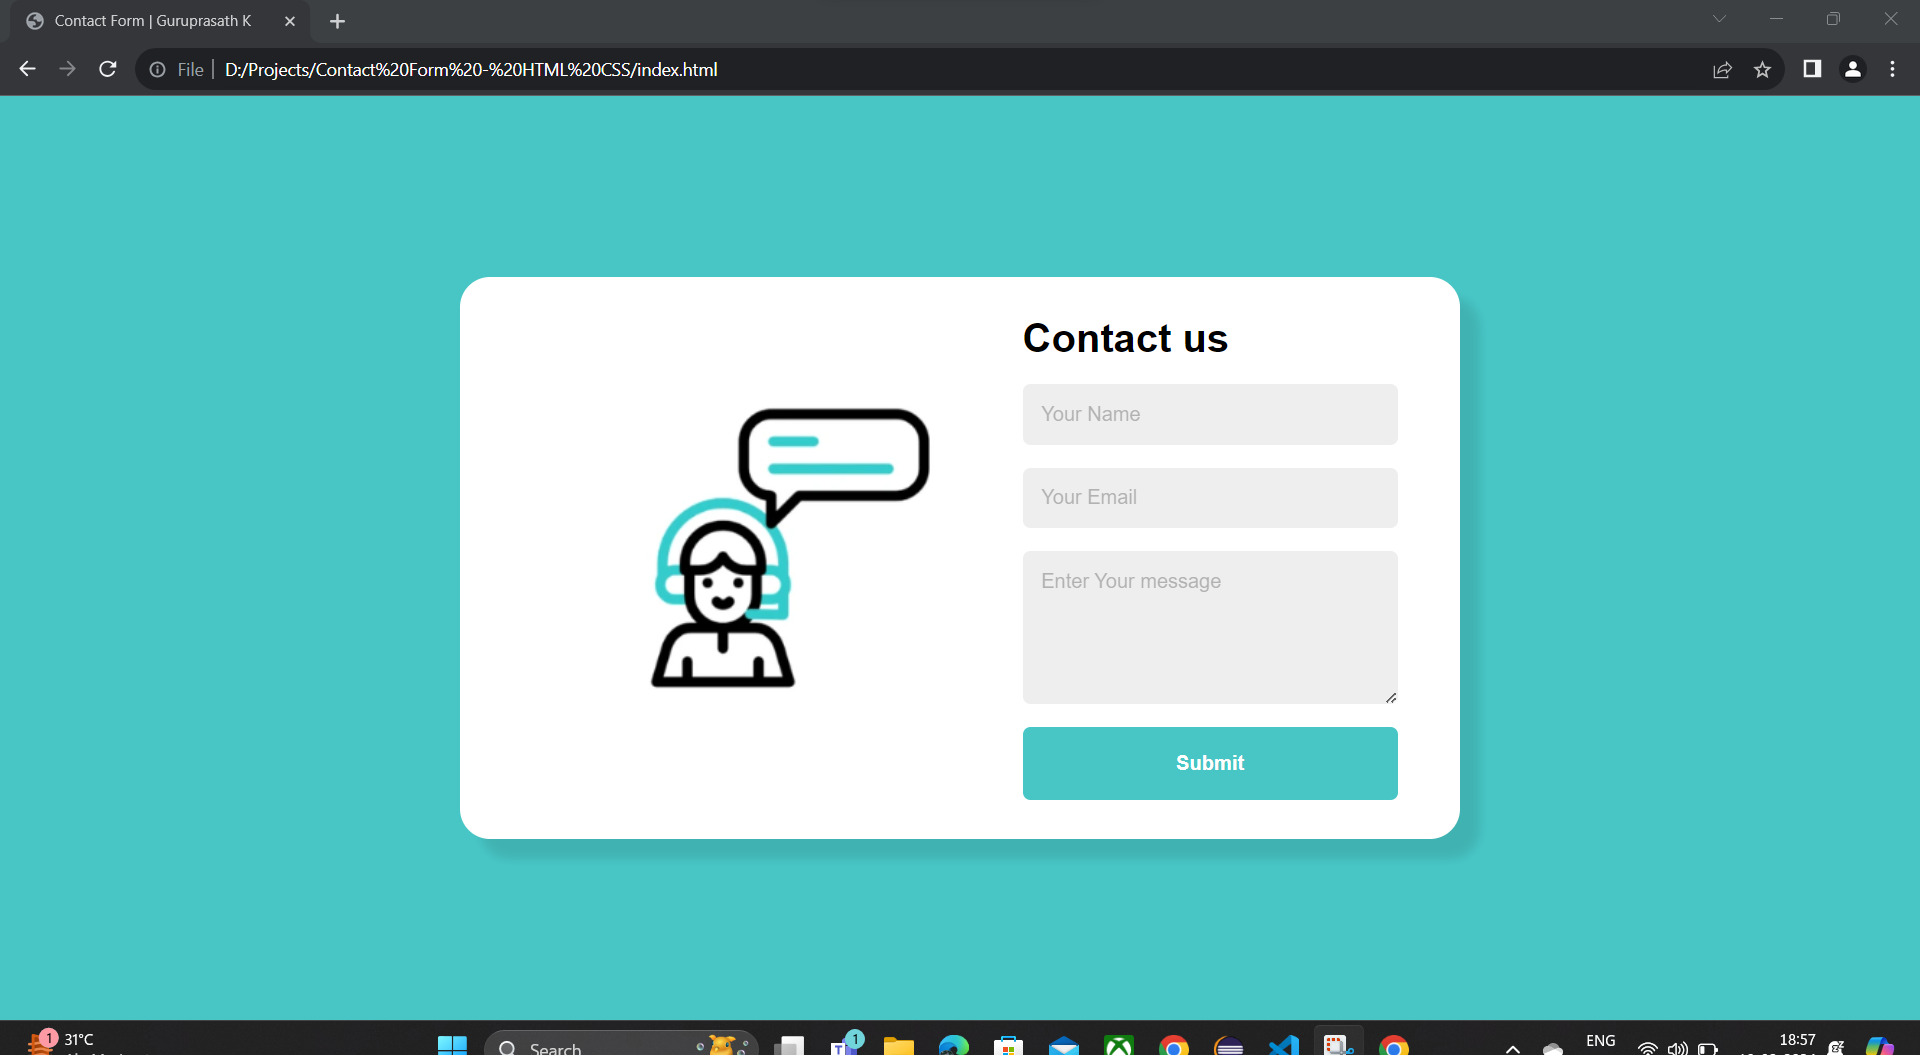 Contact Form | Guruprasath K
File | D:/Projects/Contact%20Form%20-%20HTML%20CSS/index.html
Contact us
Your Name
Your Email
Enter Your message
Submit
1
31°C
Search
1
ENG
18:57